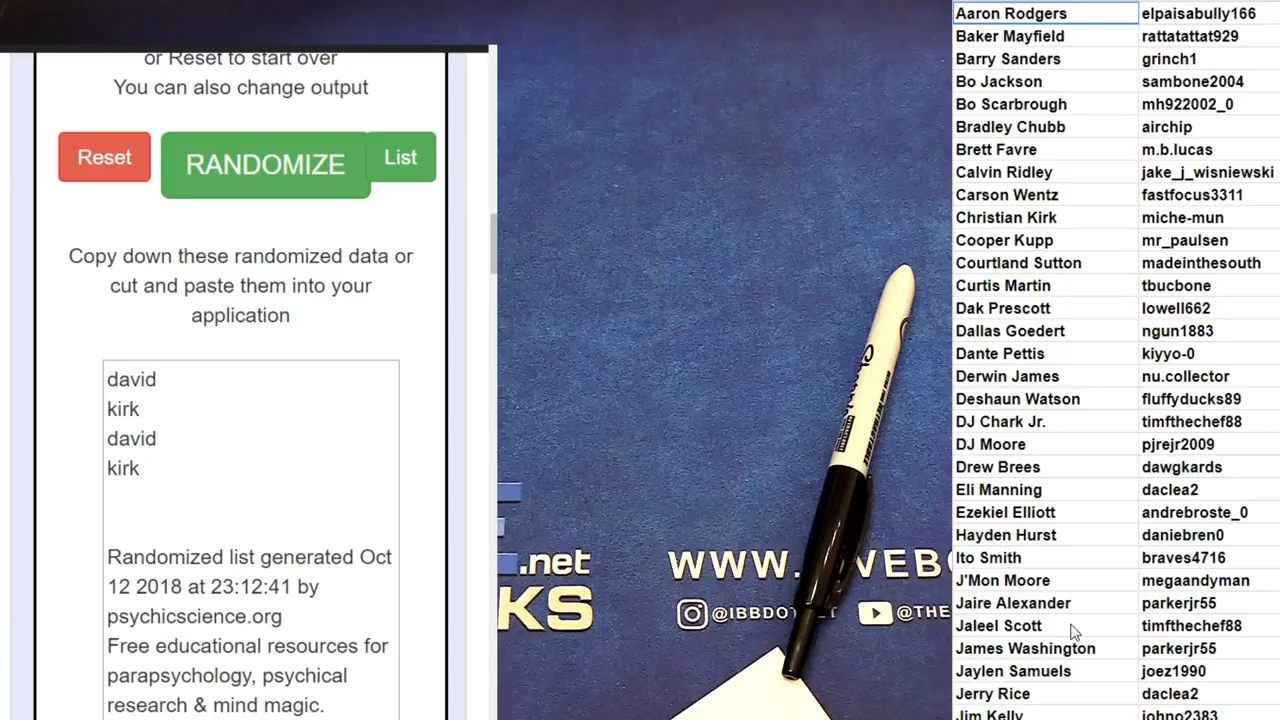 or Reset to start over
You can also change output
Reset
RANDOMIZE
List
Copy down these randomized data or
cut and paste them into your
application
david
kirk
david
kirk
Randomized list generated Oct
12 2018 at 23:12:41 by
psychicscience.org
Free educational resources for
parapsychology, psychical
research & mind magic.
.net
KS
WWW.
@IBBDOT
@THE
Aaron Rodgers elpaisabully166
Baker Mayfield rattatattat929
Barry Sanders grinch1
Bo Jackson sambone2004
Bo Scarbrough mh922002_0
Bradley Chubb airchip
Brett Favre m.b.lucas
Calvin Ridley jake_j_wisniewski
Carson Wentz fastfocus3311
Christian Kirk miche-mun
Cooper Kupp mr_paulsen
Courtland Sutton madeinthesouth
Curtis Martin tbucbone
Dak Prescott lowell662
Dallas Goedert ngun1883
Dante Pettis kiyyo-0
Derwin James nu.collector
Deshaun Watson fluffyducks89
DJ Chark Jr. timfthechef88
DJ Moore pjrejr2009
Drew Brees dawgkards
Eli Manning daclea2
Ezekiel Elliott andrebroste_0
Hayden Hurst daniebren0
Ito Smith braves4716
J'Mon Moore megaandyman
Jaire Alexander parkerjr55
Jaleel Scott timfthechef88
James Washington parkerjr55
Jaylen Samuels joez1990
Jerry Rice daclea2
Jim Kelly johno2383